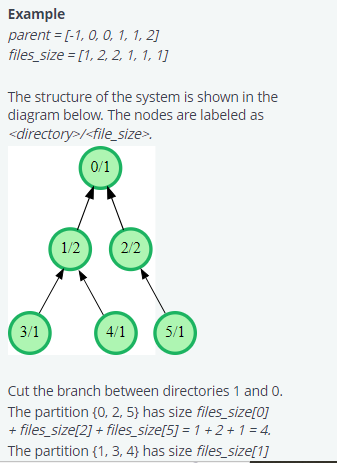 Example
parent = [-1, 0, 0, 1, 1, 2]
files_size = [1, 2, 2, 1, 1, 1]
The structure of the system is shown in the
diagram below. The nodes are labeled as
<directory>/<file_size>.
0/1
1/2 2/2
3/1 4/1 5/1
Cut the branch between directories 1 and 0.
The partition {0, 2, 5} has size files_size[0]
+ files_size[2] + files_size[5] = 1 + 2 + 1 = 4.
The partition {1, 3, 4} has size files_size[1]